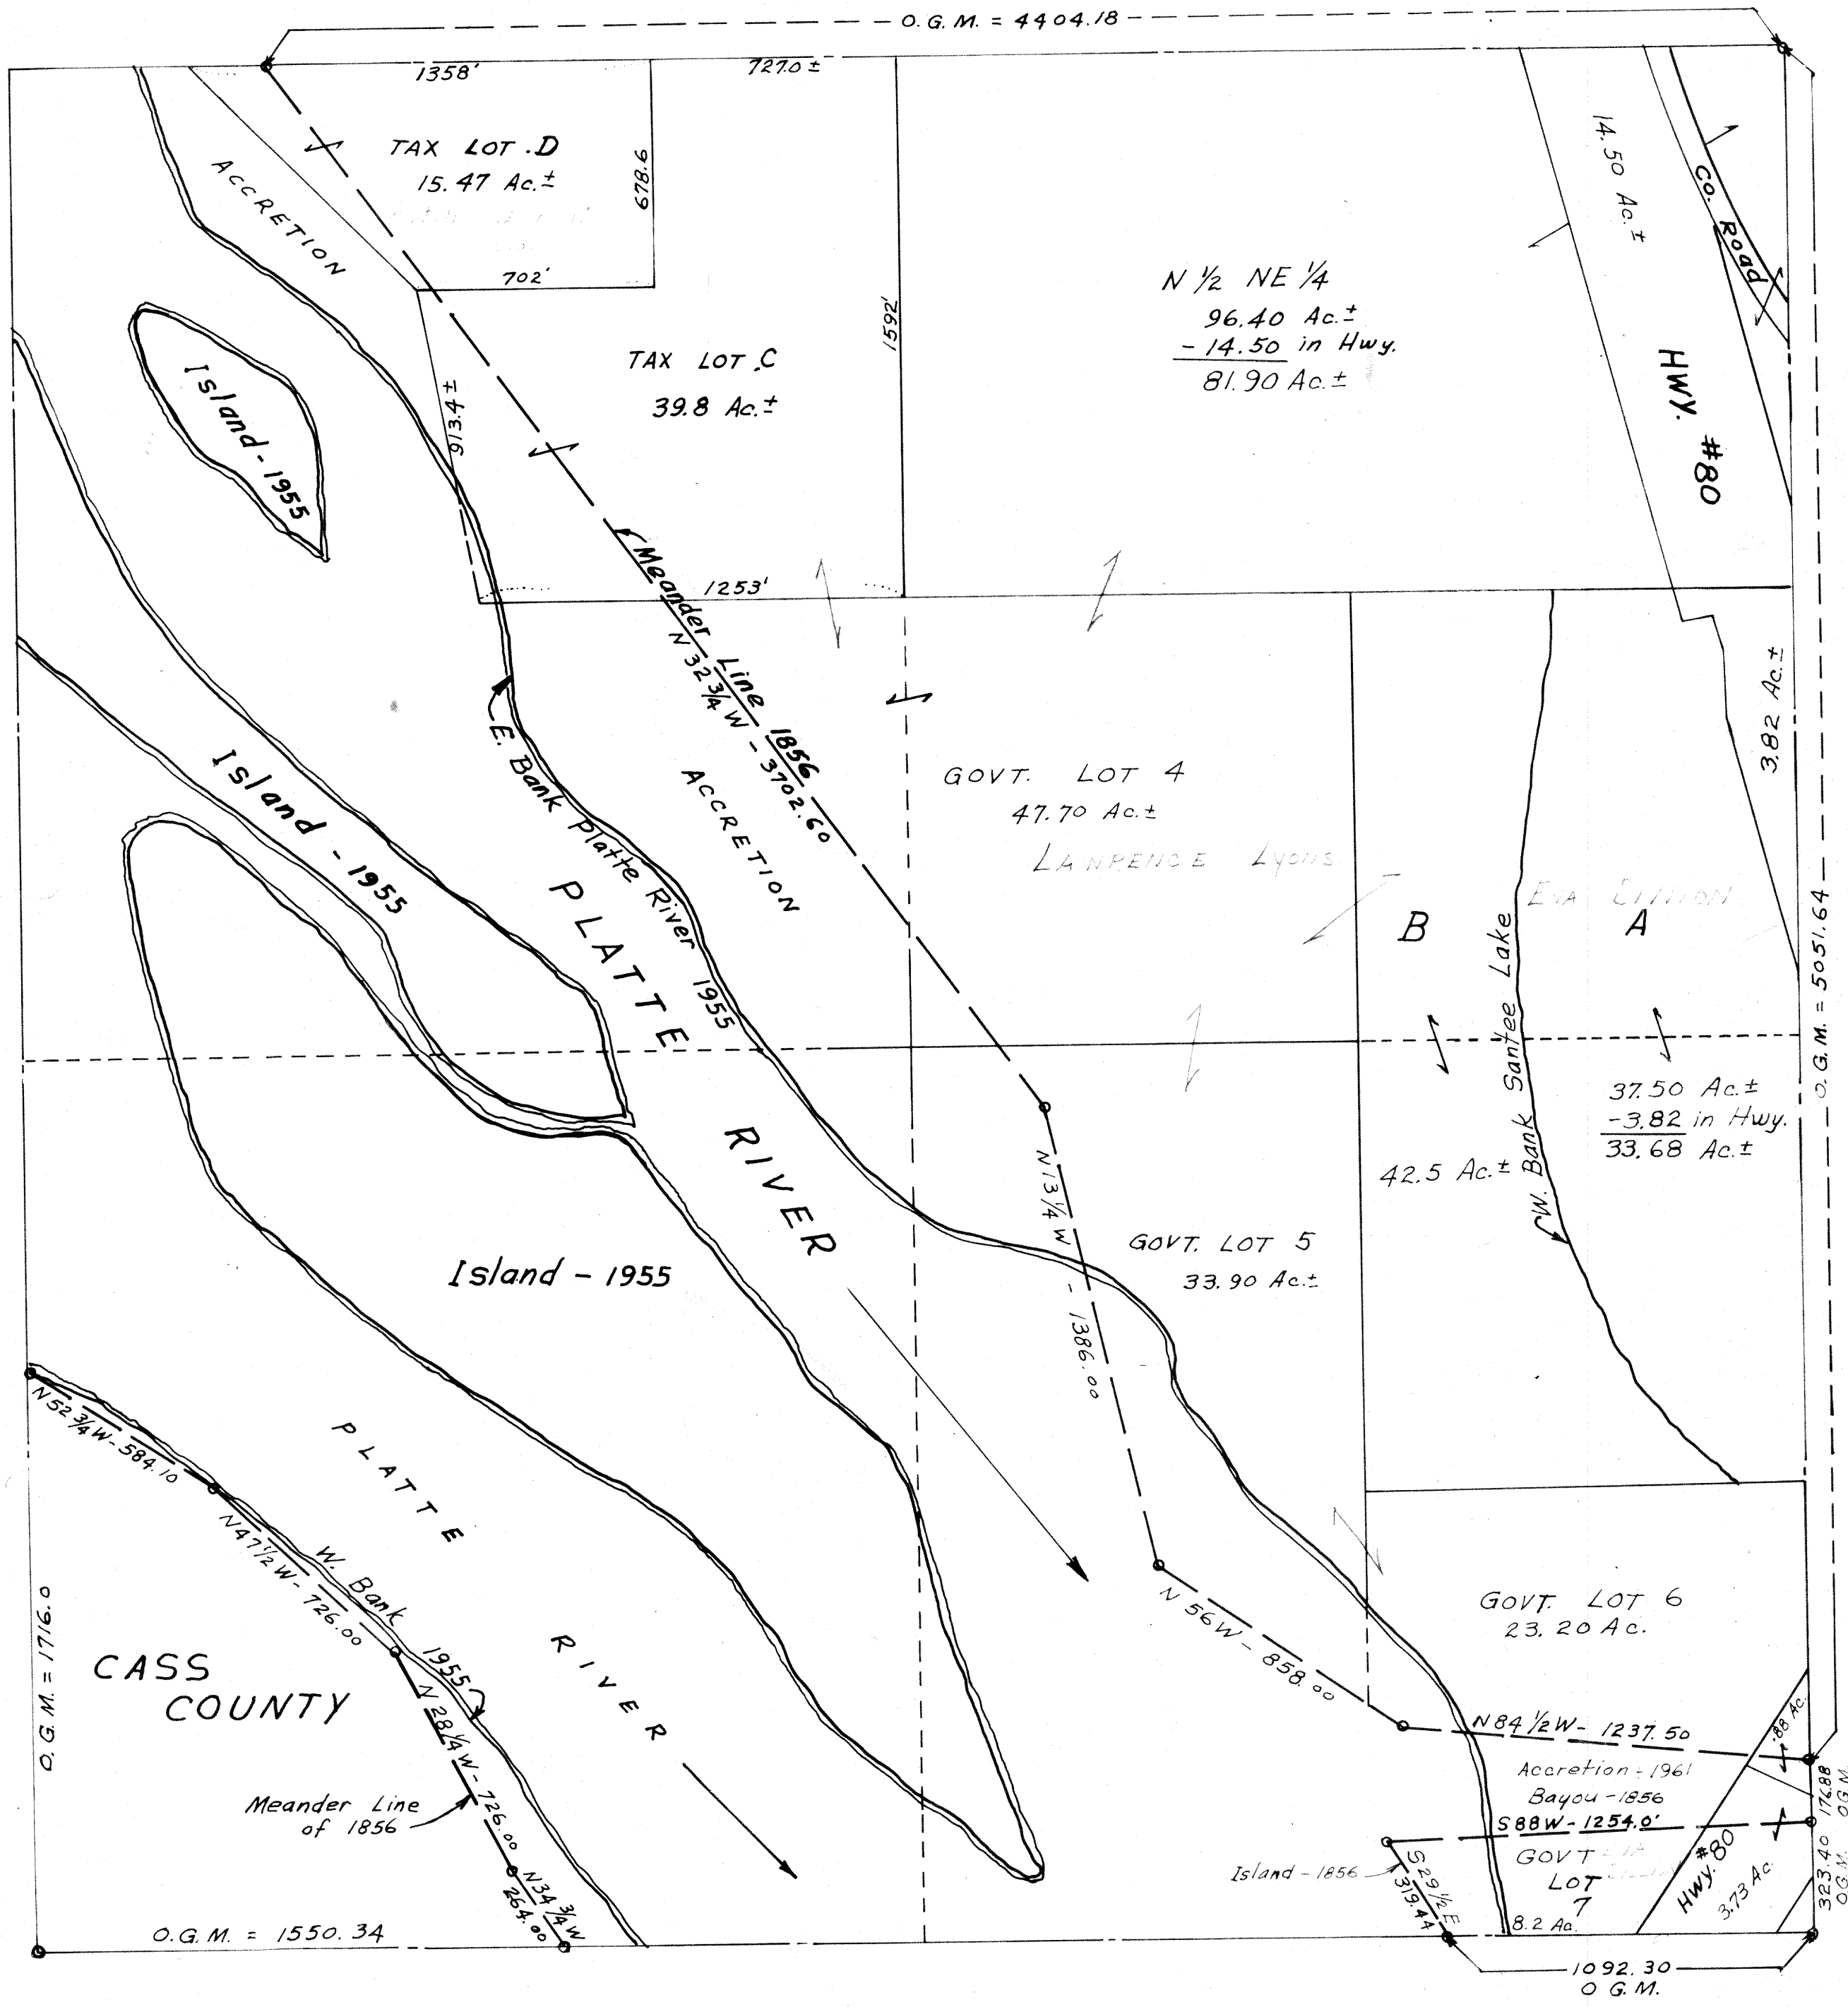 O.G.M. = 4404.18
1358'
727.0 ±
TAX LOT .D
15.47 Ac.±
678.6
702'
ACCRETION
14.50 Ac.±
CO. ROAD
HWY. #80
N 1/2 NE 1/4
96.40 Ac.±
- 14.50 in Hwy.
81.90 Ac.±
1592'
TAX LOT .C
39.8 Ac.±
913.4 ±
1253'
Island - 1955
Meander Line 1856
N 32 3/4 W - 3702.60
E. Bank Platte River 1955
ACCRETION
3.82 Ac.±
GOVT. LOT 4
47.70 Ac.±
Lyons
B
A
Island - 1955
PLATTE
RIVER
W. Bank Santee Lake
O.G.M. = 5051.64
37.50 Ac.±
-3.82 in Hwy.
33.68 Ac.±
42.5 Ac.±
N 13 1/4 W - 1386.00
GOVT. LOT 5
33.90 Ac.±
Island - 1955
N 52 3/4 W - 584.10
N 47 1/2 W - 726.00
PLATTE
RIVER
W. Bank 1955
N 56 W - 858.00
GOVT. LOT 6
23.20 Ac.
O.G.M. = 1716.0
CASS
COUNTY
N 28 1/4 W - 726.00
Meander Line
of 1856
N 84 1/2 W - 1237.50
.88 Ac.
Accretion - 1961
Bayou - 1856
S 88 W - 1254.0'
176.88
O.G.M.
GOVT
LOT
7
8.2 Ac.
Hwy. #80
3.73 Ac.
323.40
O.G.M.
Island - 1856
S 29 1/2 E
319.44
N 34 3/4 W
264.00
O.G.M. = 1550.34
1092.30
O G.M.